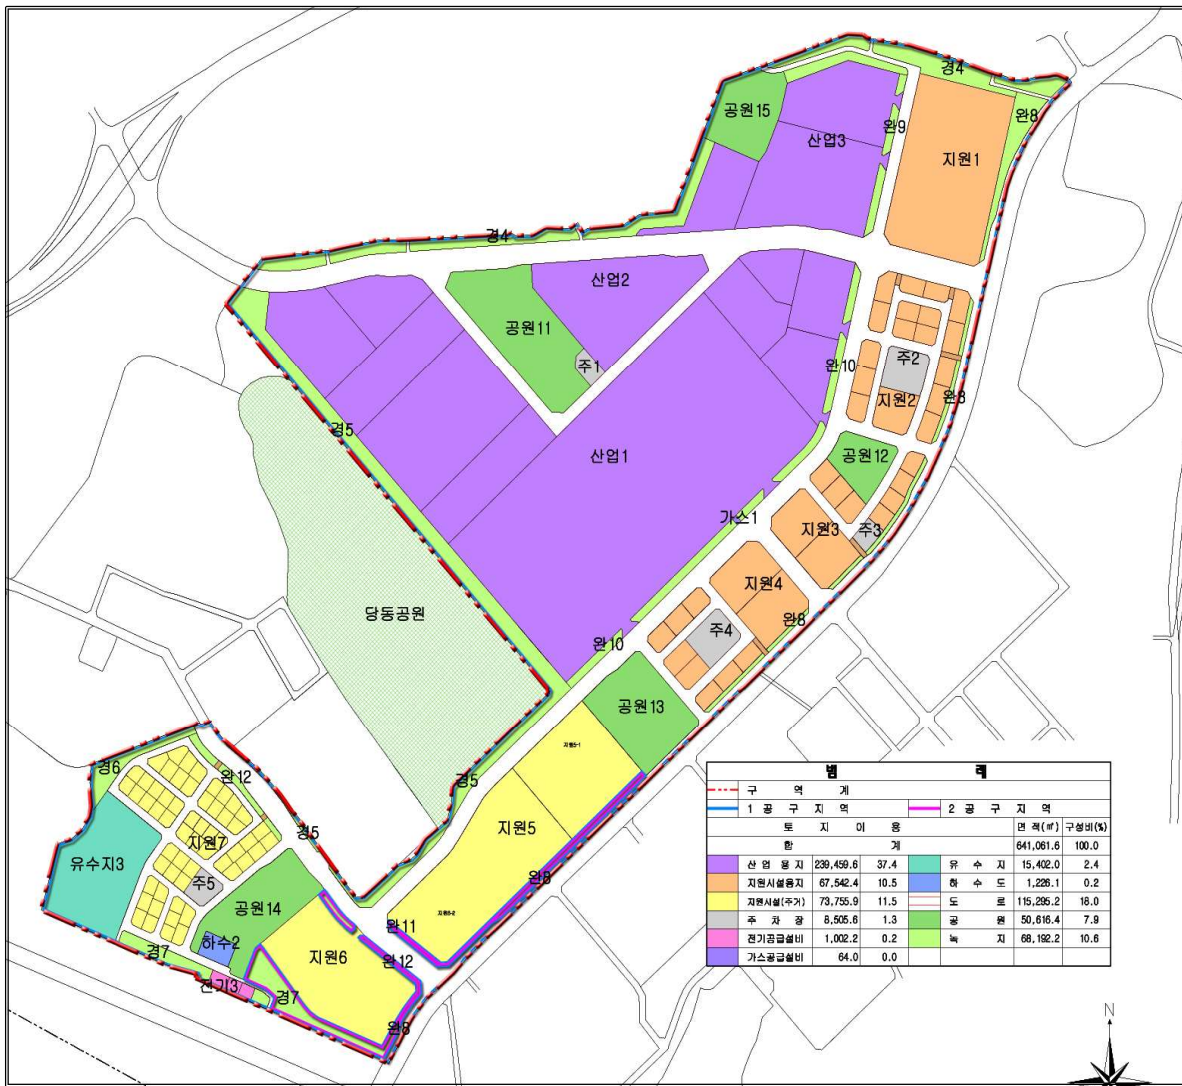 경4
완8
공원15
완9
산업3
지원1
경4
산업2
공원11
주1
주2
완10
지원2
완8
경5
산업1
공원12
가스1
지원3
주3
지원4
당동공원
완8
주4
완10
공원13
지원5-1
경6
완12
경5
지원5
경5
지원7
유수지3
주5
완8
공원14
지원5-2
완11
하수2
경7
지원6
완12
전기3
경7
완8
범 례
구 역 계
1 공 구 지 역 2 공 구 지 역
토 지 이 용 면 적(㎡) 구성비(%)
합 계 641,061.6 100.0
산 업 용 지 239,459.6 37.4 유 수 지 15,402.0 2.4
지원시설용지 67,542.4 10.5 하 수 도 1,226.1 0.2
지원시설(주거) 73,755.9 11.5 도 로 115,295.2 18.0
주 차 장 8,505.6 1.3 공 원 50,616.4 7.9
전기공급설비 1,002.2 0.2 녹 지 68,192.2 10.6
가스공급설비 64.0 0.0
N